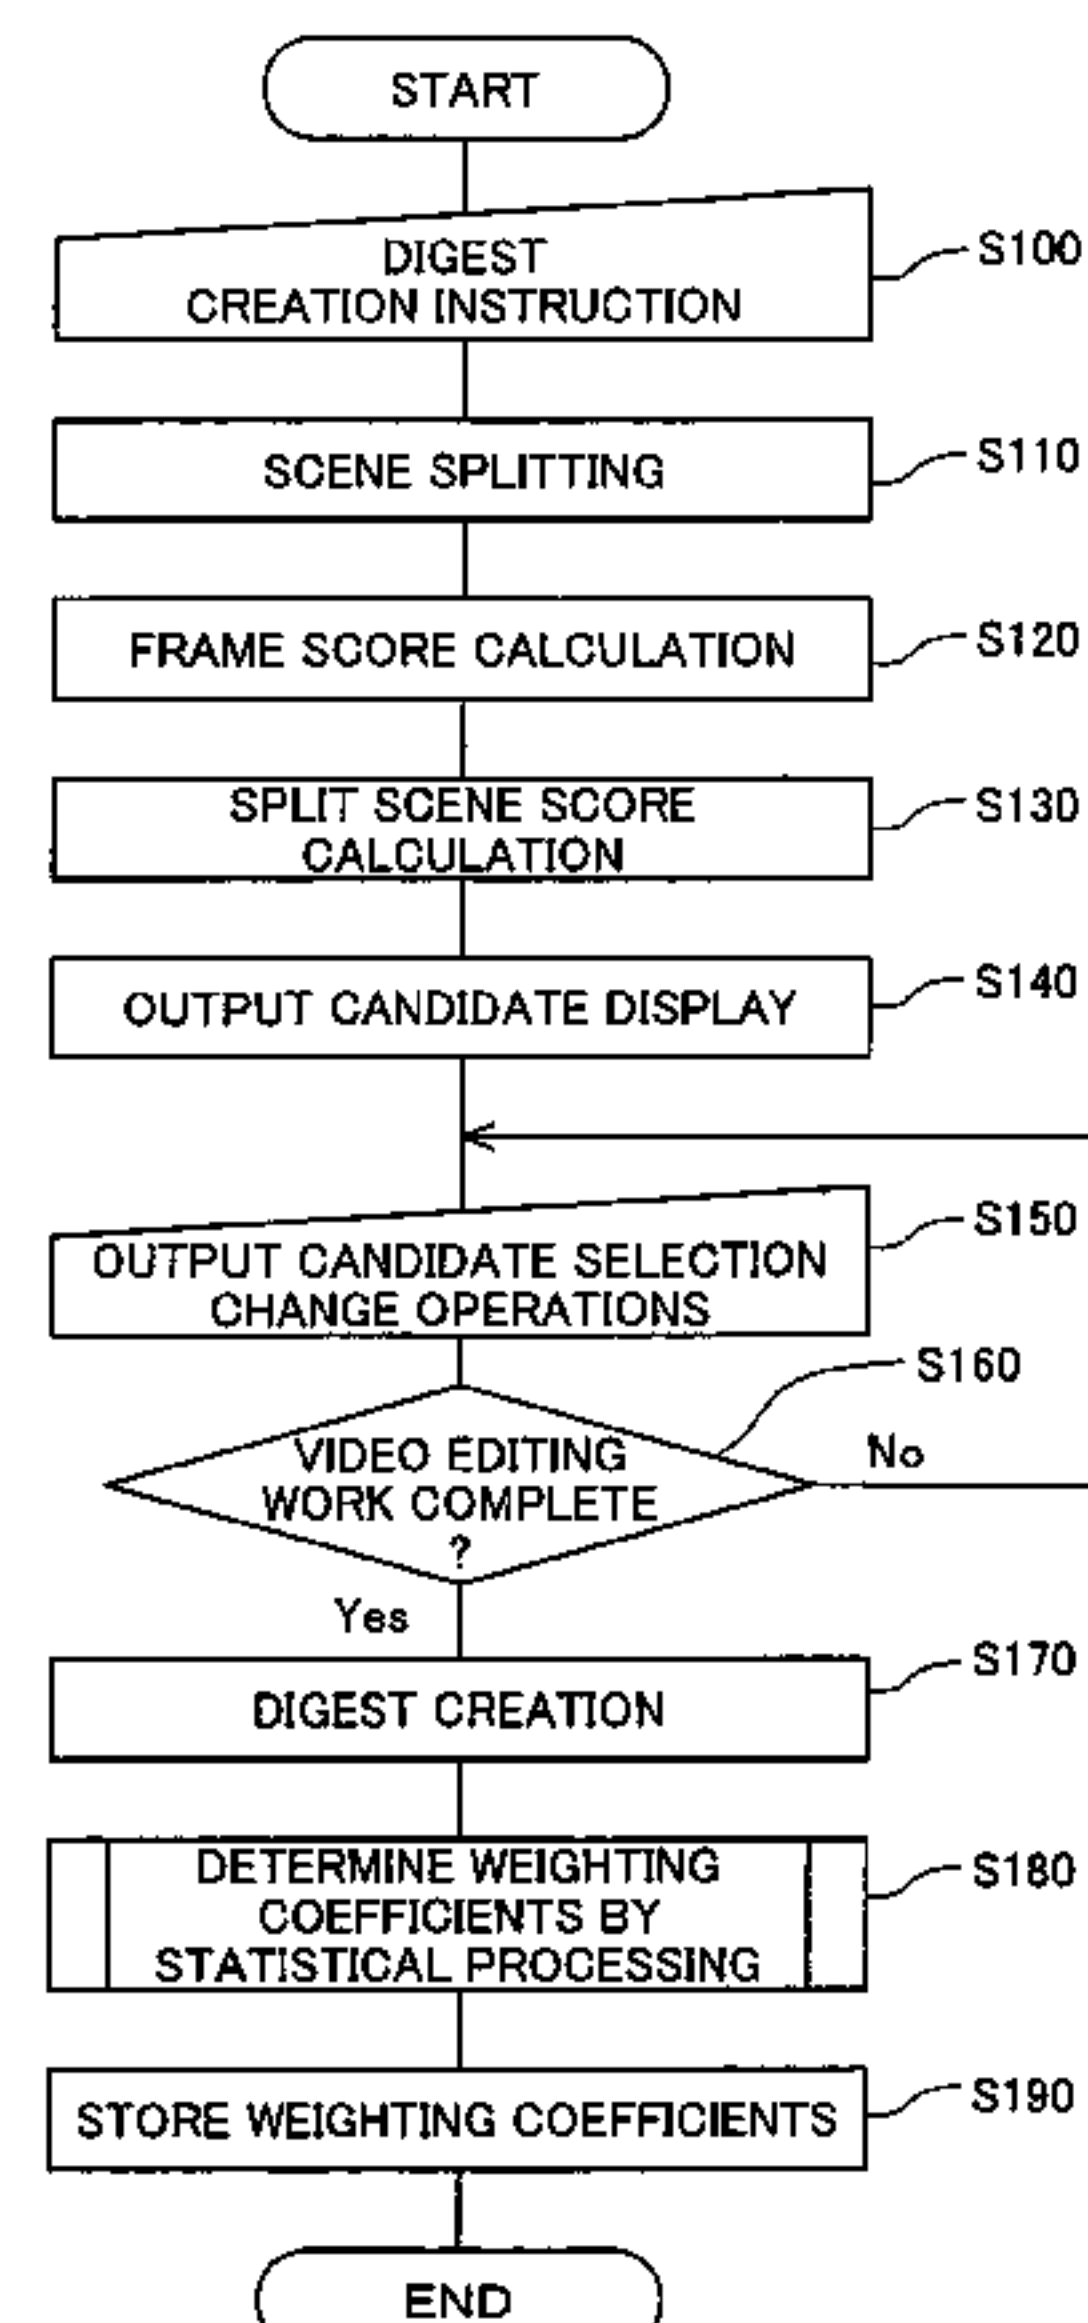 START
DIGEST
CREATION INSTRUCTION
S100
SCENE SPLITTING
S110
FRAME SCORE CALCULATION
S120
SPLIT SCENE SCORE
CALCULATION
S130
OUTPUT CANDIDATE DISPLAY
S140
OUTPUT CANDIDATE SELECTION
CHANGE OPERATIONS
S150
VIDEO EDITING
WORK COMPLETE
?
S160
No
Yes
DIGEST CREATION
S170
DETERMINE WEIGHTING
COEFFICIENTS BY
STATISTICAL PROCESSING
S180
STORE WEIGHTING COEFFICIENTS
S190
END